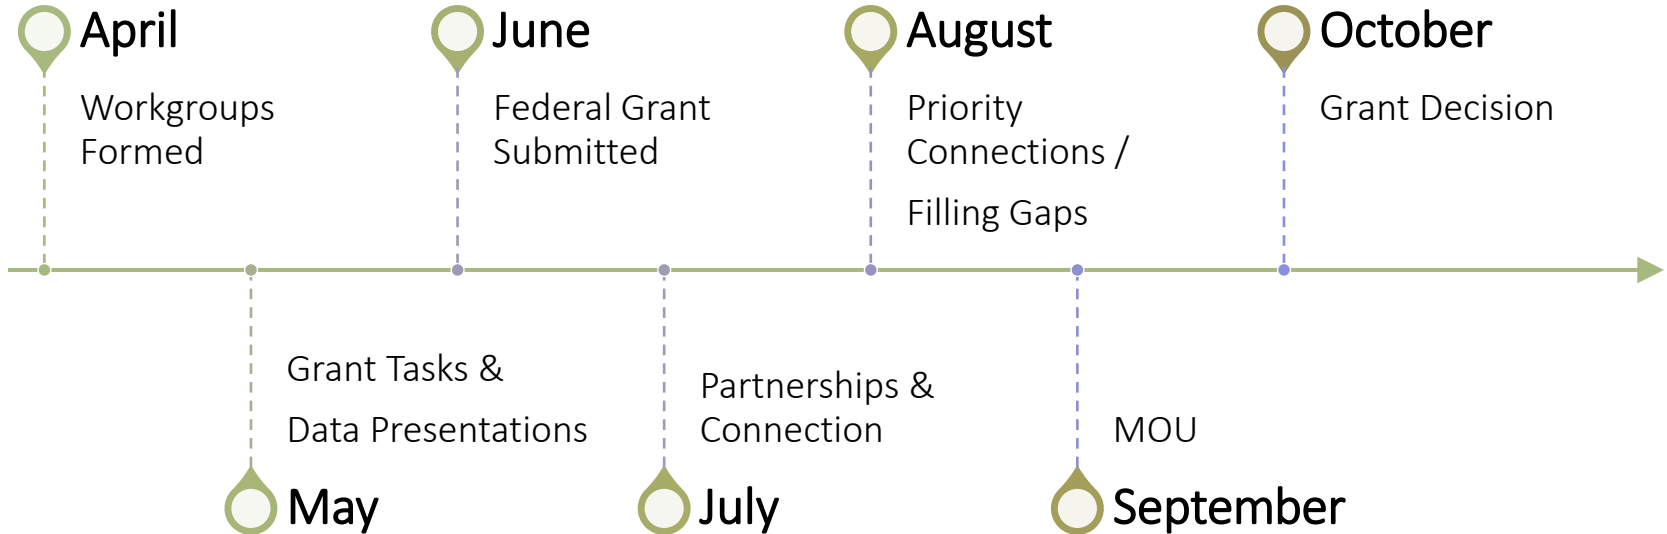 April
Workgroups
Formed
June
Federal Grant
Submitted
August
Priority
Connections /
Filling Gaps
October
Grant Decision
Grant Tasks &
Data Presentations
May
Partnerships &
Connection
July
MOU
September